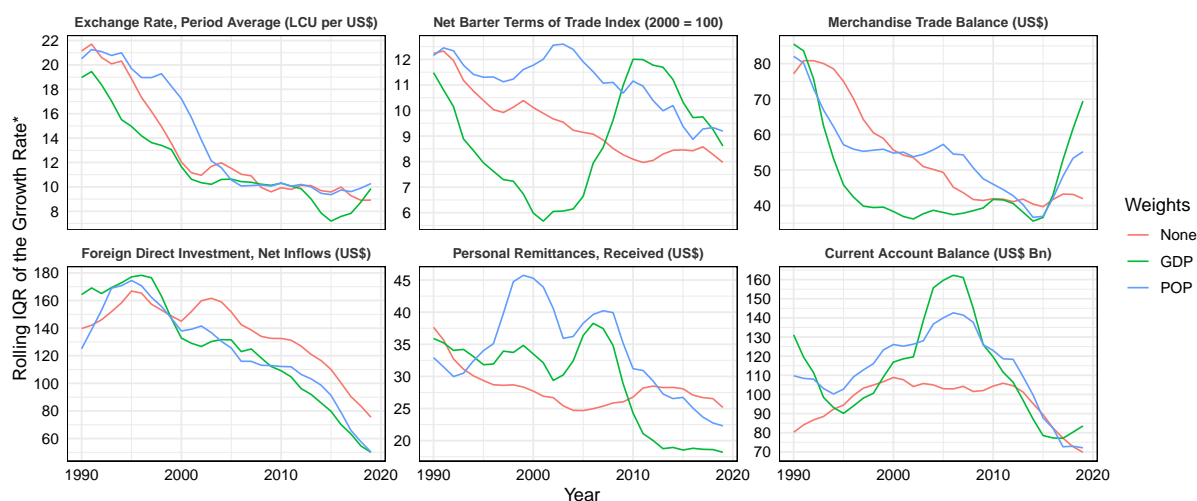 Exchange Rate, Period Average (LCU per US$)
Net Barter Terms of Trade Index (2000 = 100)
Merchandise Trade Balance (US$)
22
20
18
16
14
12
10
8
12
11
10
9
8
7
6
80
70
60
50
40
Rolling IQR of the Grrowth Rate*
Foreign Direct Investment, Net Inflows (US$)
Personal Remittances, Received (US$)
Current Account Balance (US$ Bn)
180
160
140
120
100
80
60
45
40
35
30
25
20
160
150
140
130
120
110
100
90
80
70
1990 2000 2010 2020
1990 2000 2010 2020
1990 2000 2010 2020
Year
Weights
None
GDP
POP